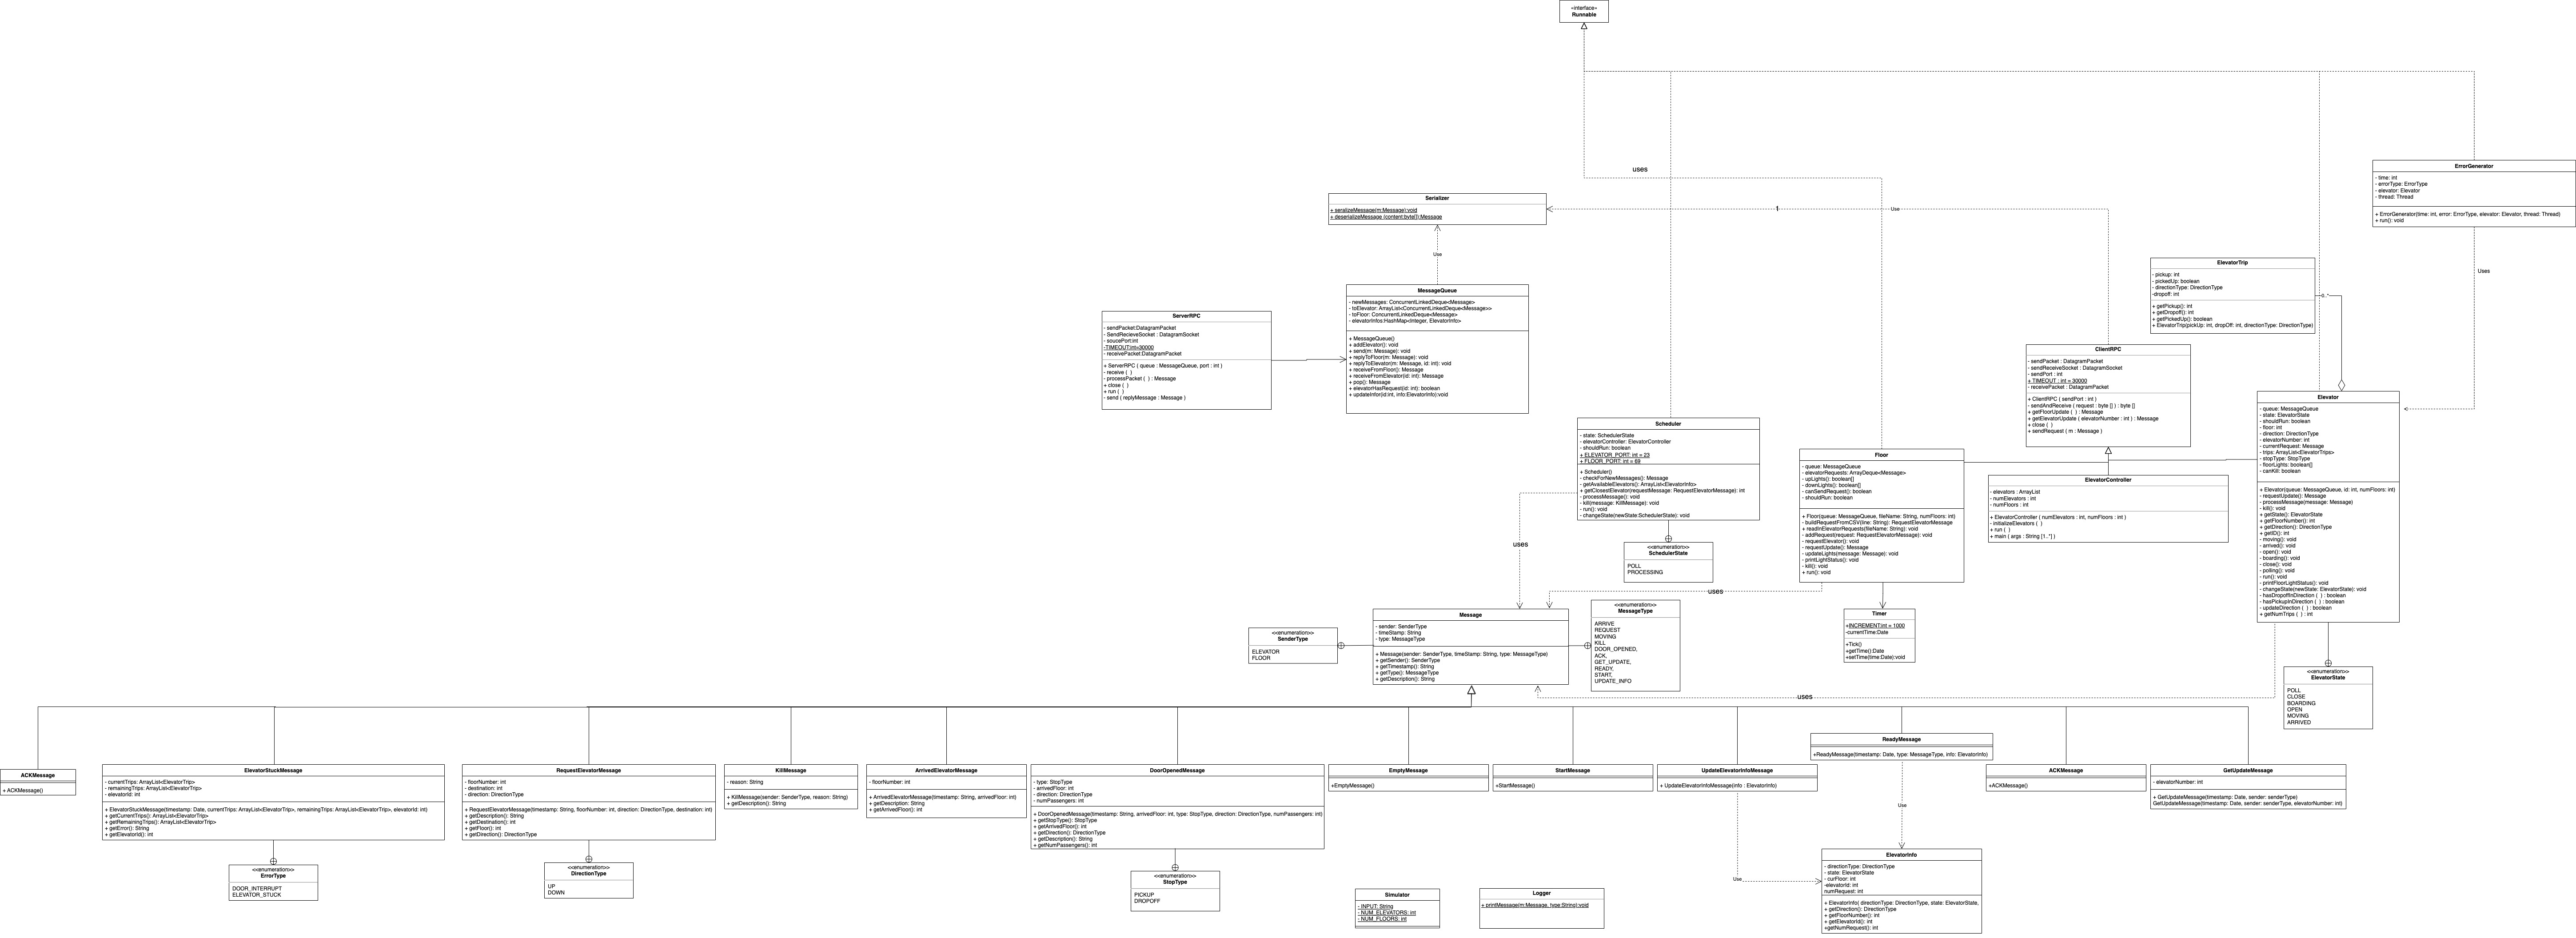 «interface»
Runnable
uses
ErrorGenerator
- time: int
- errorType: ErrorType
- elevator: Elevator
- thread: Thread
+ ErrorGenerator(time: int, error: ErrorType, elevator: Elevator, thread: Thread)
+ run(): void
Uses
Serializer
+ seralizeMessage(m:Message):void
+ deserializeMessage (content:byte[]):Message
1
Use
Use
ElevatorTrip
- pickup: int
- pickedUp: boolean
- directionType: DirectionType
-dropoff: int
+ getPickup(): int
+ getDropoff(): int
+ getPickedUp(): boolean
+ ElevatorTrip(pickUp: int, dropOff: int, directionType: DirectionType)
0..*
MessageQueue
- newMessages: ConcurrentLinkedDeque<Message>
- toElevator: ArrayList<ConcurrentLinkedDeque<Message>>
- toFloor: ConcurrentLinkedDeque<Message>
- elevatorInfos:HashMap<Integer, ElevatorInfo>
+ MessageQueue()
+ addElevator(): void
+ send(m: Message): void
+ replyToFloor(m: Message): void
+ replyToElevator(m: Message, id: int): void
+ receiveFromFloor(): Message
+ receiveFromElevator(id: int): Message
+ pop(): Message
+ elevatorHasRequest(id: int): boolean
+ updateInfor(id:int, info:ElevatorInfo):void
ServerRPC
- sendPacket:DatagramPacket
- SendRecieveSocket : DatagramSocket
- soucePort:int
-TIMEOUT:int=30000
- receivePacket:DatagramPacket
+ ServerRPC ( queue : MessageQueue, port : int )
- receive ( )
- processPacket ( ) : Message
+ close ( )
+ run ( )
- send ( replyMessage : Message )
ClientRPC
- sendPacket : DatagramPacket
- sendReceiveSocket : DatagramSocket
- sendPort : int
+ TIMEOUT : int = 30000
- receivePacket : DatagramPacket
+ ClientRPC ( sendPort : int )
- sendAndReceive ( request : byte [] ) : byte []
+ getFloorUpdate ( ) : Message
+ getElevatorUpdate ( elevatorNumber : int ) : Message
+ close ( )
+ sendRequest ( m : Message )
Elevator
- queue: MessageQueue
- state: ElevatorState
- shouldRun: boolean
- floor: int
- direction: DirectionType
- elevatorNumber: int
- currentRequest: Message
- trips: ArrayList<ElevatorTrips>
- stopType: StopType
- floorLights: boolean[]
- canKill: boolean
+ Elevator(queue: MessageQueue, id: int, numFloors: int)
- requestUpdate(): Message
- processMessage(message: Message)
- kill(): void
+ getState(): ElevatorState
+ getFloorNumber(): int
+ getDirection(): DirectionType
+ getID(): int
- moving(): void
- arrived(): void
- open(): void
- boarding(): void
- close(): void
- polling(): void
- run(): void
- printFloorLightStatus(): void
- changeState(newState: ElevatorState): void
- hasDropoffInDirection ( ) : boolean
- hasPickupInDirection ( ) : boolean
- updateDirection ( ) : boolean
+ getNumTrips ( ) : int
Scheduler
- state: SchedulerState
- elevatorController: ElevatorController
- shouldRun: boolean
+ ELEVATOR_PORT: int = 23
+ FLOOR_PORT: int = 69
+ Scheduler()
- checkForNewMessages(): Message
- getAvailableElevators(): ArrayList<ElevatorInfo>
+ getClosestElevator(requestMessage: RequestElevatorMessage): int
- processMessage(): void
- kill(message: KillMessage): void
- run(): void
- changeState(newState:SchedulerState): void
Floor
- queue: MessageQueue
- elevatorRequests: ArrayDeque<Message>
- upLights(): boolean[]
- downLights(): boolean[]
- canSendRequest(): boolean
- shouldRun: boolean
+ Floor(queue: MessageQueue, fileName: String, numFloors: int)
- buildRequestFromCSV(line: String): RequestElevatorMessage
+ readInElevatorRequests(fileName: String): void
- addRequest(request: RequestElevatorMessage): void
- requestElevator(): void
- requestUpdate(): Message
- updateLights(message: Message): void
- printLightStatus(): void
- kill(): void
+ run(): void
ElevatorController
- elevators : ArrayList
- numElevators : int
- numFloors : int
+ ElevatorController ( numElevators : int, numFloors : int )
- initializeElevators ( )
+ run ( )
+ main ( args : String [1..*] )
uses
<<enumeration>>
SchedulerState
POLL
PROCESSING
uses
<<enumeration>>
SenderType
ELEVATOR
FLOOR
Message
- sender: SenderType
- timeStamp: String
- type: MessageType
+ Message(sender: SenderType, timeStamp: String, type: MessageType)
+ getSender(): SenderType
+ getTimestamp(): String
+ getType(): MessageType
+ getDescription(): String
<<enumeration>>
MessageType
ARRIVE
REQUEST
MOVING
KILL
DOOR_OPENED,
ACK,
GET_UPDATE,
READY,
START,
UPDATE_INFO
Timer
+INCREMENT:int = 1000
-currentTime:Date
+Tick()
+getTime():Date
+setTime(time:Date):void
<<enumeration>>
ElevatorState
POLL
CLOSE
BOARDING
OPEN
MOVING
ARRIVED
uses
ACKMessage
+ ACKMessage()
ElevatorStuckMessage
- currentTrips: ArrayList<ElevatorTrip>
- remainingTrips: ArrayList<ElevatorTrip>
- elevatorId: int
+ ElevatorStuckMessage(timestamp: Date, currentTrips: ArrayList<ElevatorTrip>, remainingTrips: ArrayList<ElevatorTrip>, elevatorId: int)
+ getCurrentTrips(): ArrayList<ElevatorTrip>
+ getRemainingTrips(): ArrayList<ElevatorTrip>
+ getError(): String
+ getElevatorId(): int
<<enumeration>>
ErrorType
DOOR_INTERRUPT
ELEVATOR_STUCK
RequestElevatorMessage
- floorNumber: int
- destination: int
- direction: DirectionType
+ RequestElevatorMessage(timestamp: String, floorNumber: int, direction: DirectionType, destination: int)
+ getDescription(): String
+ getDestination(): int
+ getFloor(): int
+ getDirection(): DirectionType
<<enumeration>>
DirectionType
UP
DOWN
KillMessage
- reason: String
+ KillMessage(sender: SenderType, reason: String)
+ getDescription(): String
ArrivedElevatorMessage
- floorNumber: int
+ ArrivedElevatorMessage(timestamp: String, arrivedFloor: int)
+ getDescription: String
+ getArrivedFloor(): int
DoorOpenedMessage
- type: StopType
- arrivedFloor: int
- direction: DirectionType
- numPassengers: int
+ DoorOpenedMessage(timestamp: String, arrivedFloor: int, type: StopType, direction: DirectionType, numPassengers: int)
+ getStopType(): StopType
+ getArrivedFloor(): int
+ getDirection(): DirectionType
+ getDescription(): String
+ getNumPassengers(): int
<<enumeration>>
StopType
PICKUP
DROPOFF
EmptyMessage
+EmptyMessage()
StartMessage
+StartMessage()
UpdateElevatorInfoMessage
+ UpdateElevatorInfoMessage(info : ElevatorInfo)
ReadyMessage
+ReadyMessage(timestamp: Date, type: MessageType, info: ElevatorInfo)
Use
ACKMessage
+ACKMessage()
GetUpdateMessage
- elevatorNumber: int
+ GetUpdateMessage(timestamp: Date, sender: senderType)
GetUpdateMessage(timestamp: Date, sender: senderType, elevatorNumber: int)
Use
ElevatorInfo
- directionType: DirectionType
- state: ElevatorState
- curFloor: int
-elevatorId: int
numRequest: int
+ ElevatorInfo( directionType: DirectionType, state: ElevatorState,
+ getDirection(): DirectionType
+ getFloorNumber(): int
+ getElevatorId(): int
+getNumRequest(): int
Simulator
- INPUT: String
- NUM_ELEVATORS: int
- NUM_FLOORS: int
Logger
+ printMessage(m:Message, type:String):void